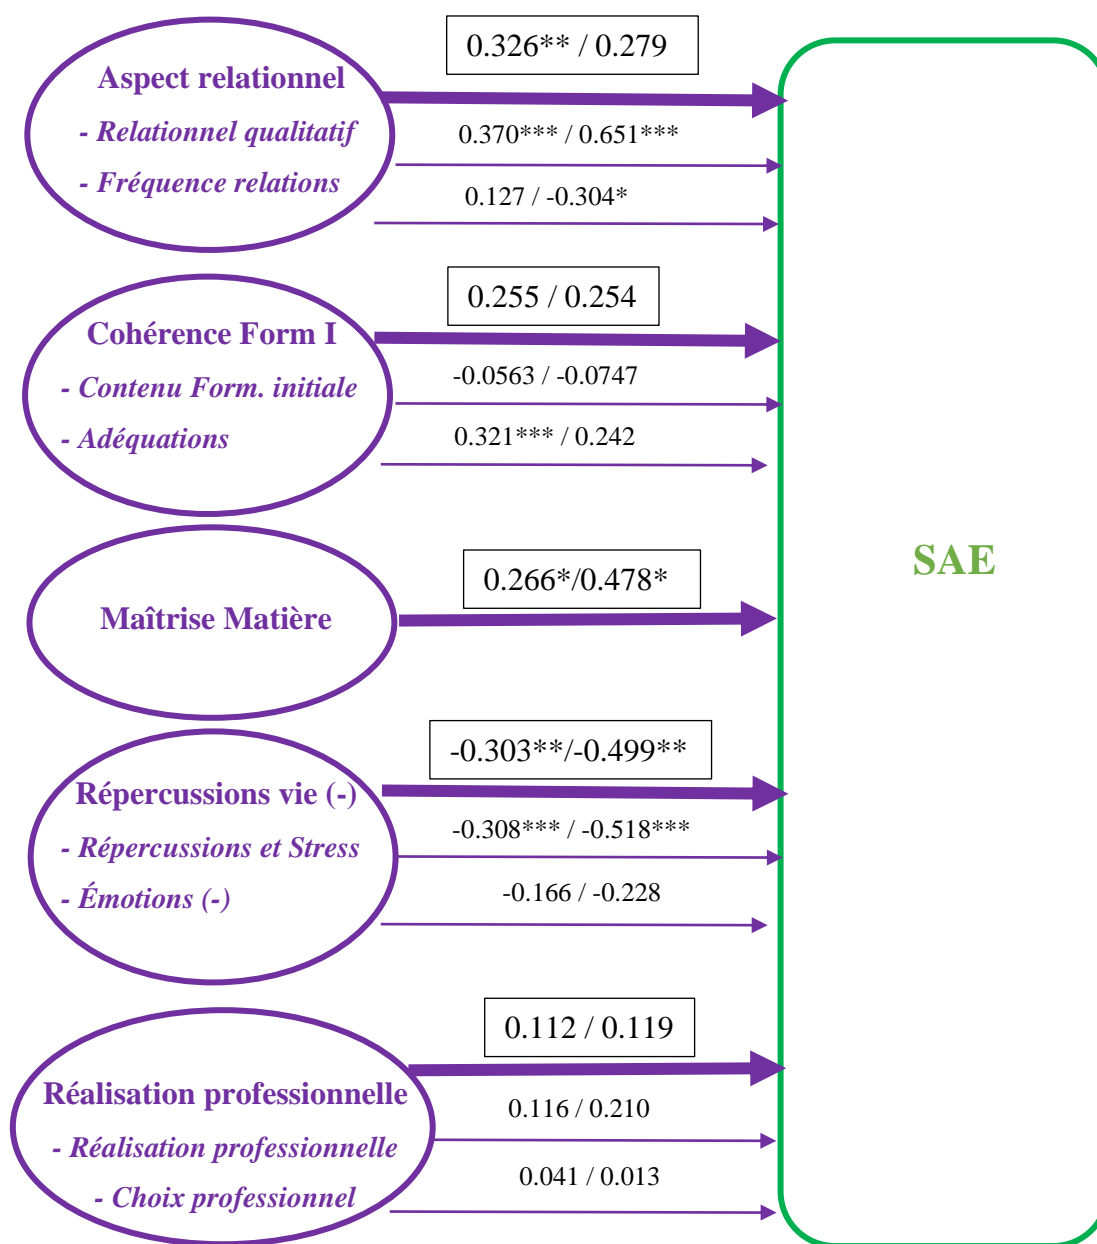 0.326** / 0.279
Aspect relationnel
- Relationnel qualitatif
0.370*** / 0.651***
- Fréquence relations
0.127 / -0.304*
0.255 / 0.254
Cohérence Form I
- Contenu Form. initiale
-0.0563 / -0.0747
- Adéquations
0.321*** / 0.242
SAE
0.266*/0.478*
Maîtrise Matière
-0.303**/-0.499**
Répercussions vie (-)
- Répercussions et Stress
-0.308*** / -0.518***
- Émotions (-)
-0.166 / -0.228
0.112 / 0.119
Réalisation professionnelle
0.116 / 0.210
- Réalisation professionnelle
0.041 / 0.013
- Choix professionnel